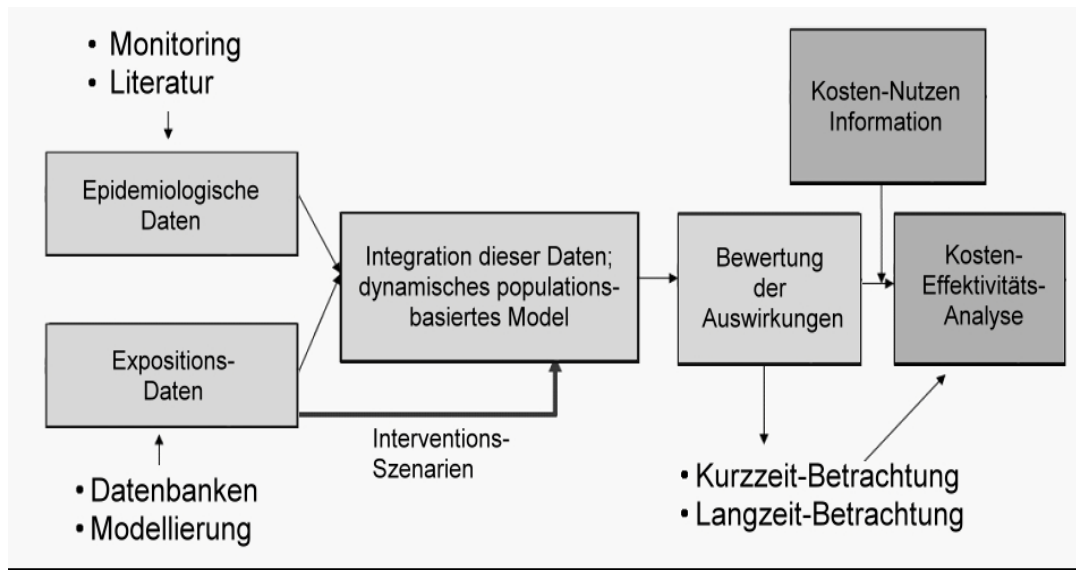 • Monitoring
• Literatur
Epidemiologische
Daten
Expositions-
Daten
• Datenbanken
• Modellierung
Integration dieser Daten;
dynamisches populations-
basiertes Model
Interventions-
Szenarien
Bewertung
der
Auswirkungen
• Kurzzeit-Betrachtung
• Langzeit-Betrachtung
Kosten-Nutzen
Information
Kosten-
Effektivitäts-
Analyse